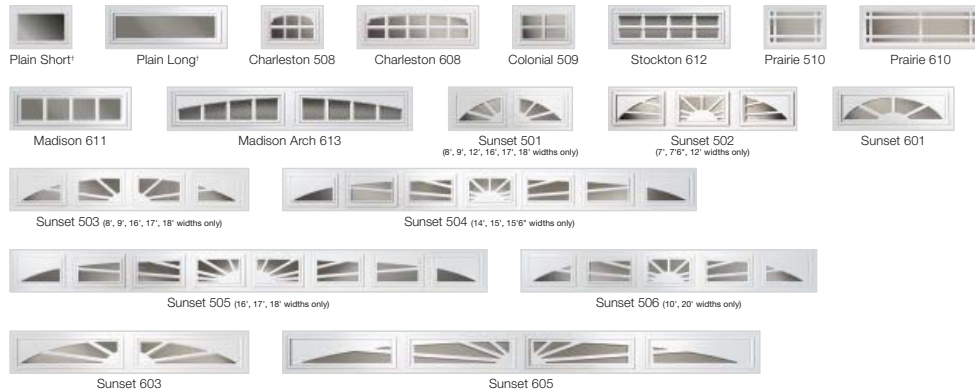 Plain Short†
Plain Long†
Charleston 508
Charleston 608
Colonial 509
Stockton 612
Prairie 510
Prairie 610
Madison 611
Madison Arch 613
Sunset 501
(8', 9', 12', 16', 17', 18' widths only)
Sunset 502
(7', 7'6", 12' widths only)
Sunset 601
Sunset 503 (8', 9', 16', 17', 18' widths only)
Sunset 504 (14', 15', 15'6" widths only)
Sunset 505 (16', 17', 18' widths only)
Sunset 506 (10', 20' widths only)
Sunset 603
Sunset 605